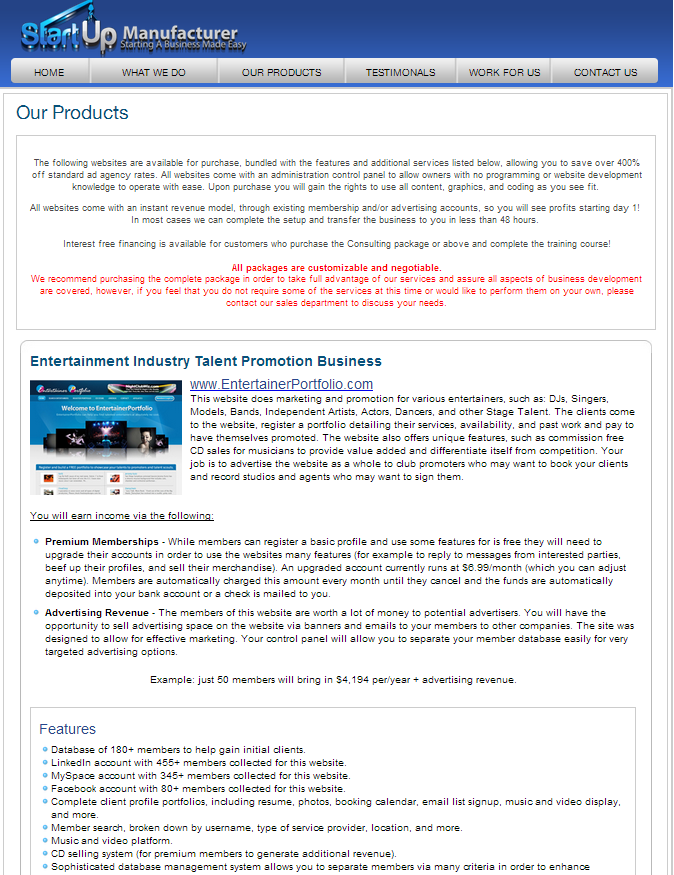 StartUp Manufacturer
Starting A Business Made Easy
HOME WHAT WE DO OUR PRODUCTS TESTIMONALS WORK FOR US CONTACT US
Our Products
The following websites are available for purchase, bundled with the features and additional services listed below, allowing you to save over 400%
off standard ad agency rates. All websites come with an administration control panel to allow owners with no programming or website development
knowledge to operate with ease. Upon purchase you will gain the rights to use all content, graphics, and coding as you see fit.
All websites come with an instant revenue model, through existing membership and/or advertising accounts, so you will see profits starting day 1!
In most cases we can complete the setup and transfer the business to you in less than 48 hours.
Interest free financing is available for customers who purchase the Consulting package or above and complete the training course!
All packages are customizable and negotiable.
We recommend purchasing the complete package in order to take full advantage of our services and assure all aspects of business development
are covered, however, if you feel that you do not require some of the services at this time or would like to perform them on your own, please
contact our sales department to discuss your needs.
Entertainment Industry Talent Promotion Business
Entertainer Portfolio
Welcome to EntertainerPortfolio
www.EntertainerPortfolio.com
This website does marketing and promotion for various entertainers, such as: DJs, Singers,
Models, Bands, Independent Artists, Actors, Dancers, and other Stage Talent. The clients come
to the website, register a portfolio detailing their services, availability, and past work and pay to
have themselves promoted. The website also offers unique features, such as commission free
CD sales for musicians to provide value added and differentiate itself from competition. Your
job is to advertise the website as a whole to club promoters who may want to book your clients
and record studios and agents who may want to sign them.
You will earn income via the following:
Premium Memberships - While members can register a basic profile and use some features for is free they will need to
upgrade their accounts in order to use the websites many features (for example to reply to messages from interested parties,
beef up their profiles, and sell their merchandise). An upgraded account currently runs at $6.99/month (which you can adjust
anytime). Members are automatically charged this amount every month until they cancel and the funds are automatically
deposited into your bank account or a check is mailed to you.
Advertising Revenue - The members of this website are worth a lot of money to potential advertisers. You will have the
opportunity to sell advertising space on the website via banners and emails to your members to other companies. The site was
designed to allow for effective marketing. Your control panel will allow you to separate your member database easily for very
targeted advertising options.
Example: just 50 members will bring in $4,194 per/year + advertising revenue.
Features
Database of 180+ members to help gain initial clients.
LinkedIn account with 455+ members collected for this website.
MySpace account with 345+ members collected for this website.
Facebook account with 80+ members collected for this website.
Complete client profile portfolios, including resume, photos, booking calendar, email list signup, music and video display,
and more.
Member search, broken down by username, type of service provider, location, and more.
Music and video platform.
CD selling system (for premium members to generate additional revenue).
Sophisticated database management system allows you to separate members via many criteria in order to enhance